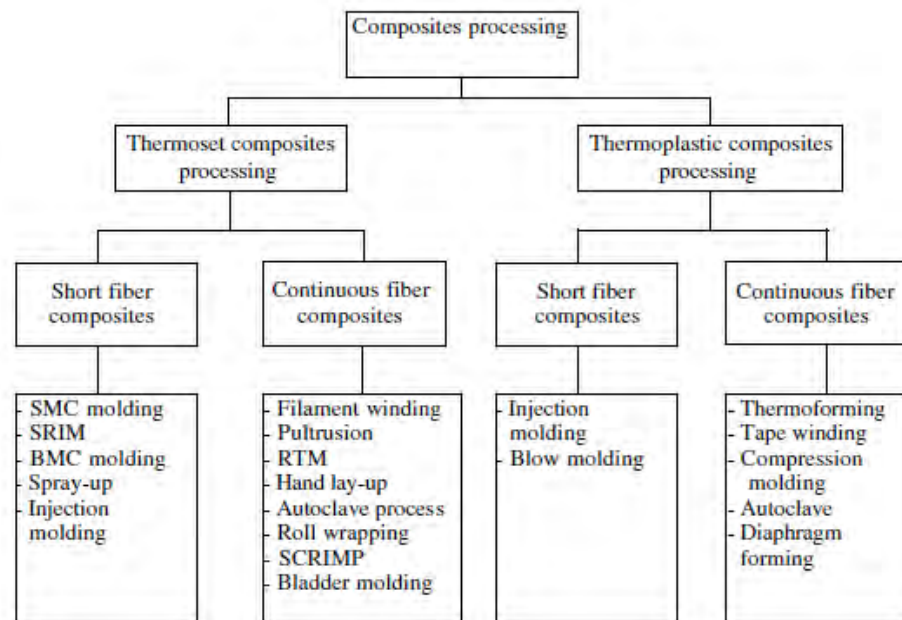 Composites processing
Thermoset composites
processing
Thermoplastic composites
processing
Short fiber
composites
Continuous fiber
composites
Short fiber
composites
Continuous fiber
composites
- SMC molding
- SRIM
- BMC molding
- Spray-up
- Injection
molding
- Filament winding
- Pultrusion
- RTM
- Hand lay-up
- Autoclave process
- Roll wrapping
- SCRIMP
- Bladder molding
- Injection
molding
- Blow molding
- Thermoforming
- Tape winding
- Compression
molding
- Autoclave
- Diaphragm
forming